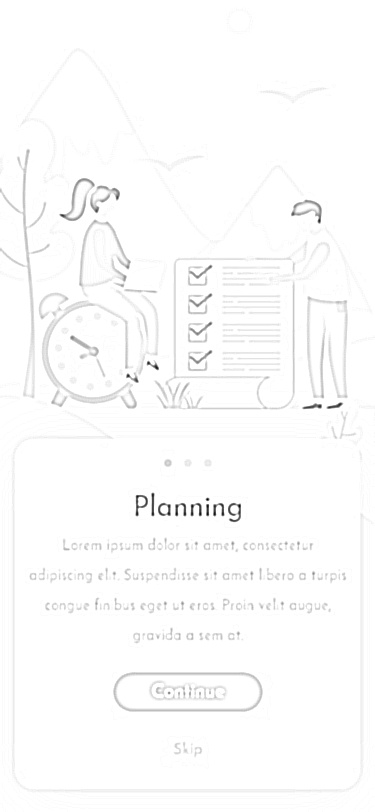 Planning
Lorem ipsum dolor sit amet, consectetur
adipiscing elit. Suspendisse sit amet libero a turpis
congue fin bus eget ut eros. Proin velit augue,
gravida a sem at.
Continue
Skip